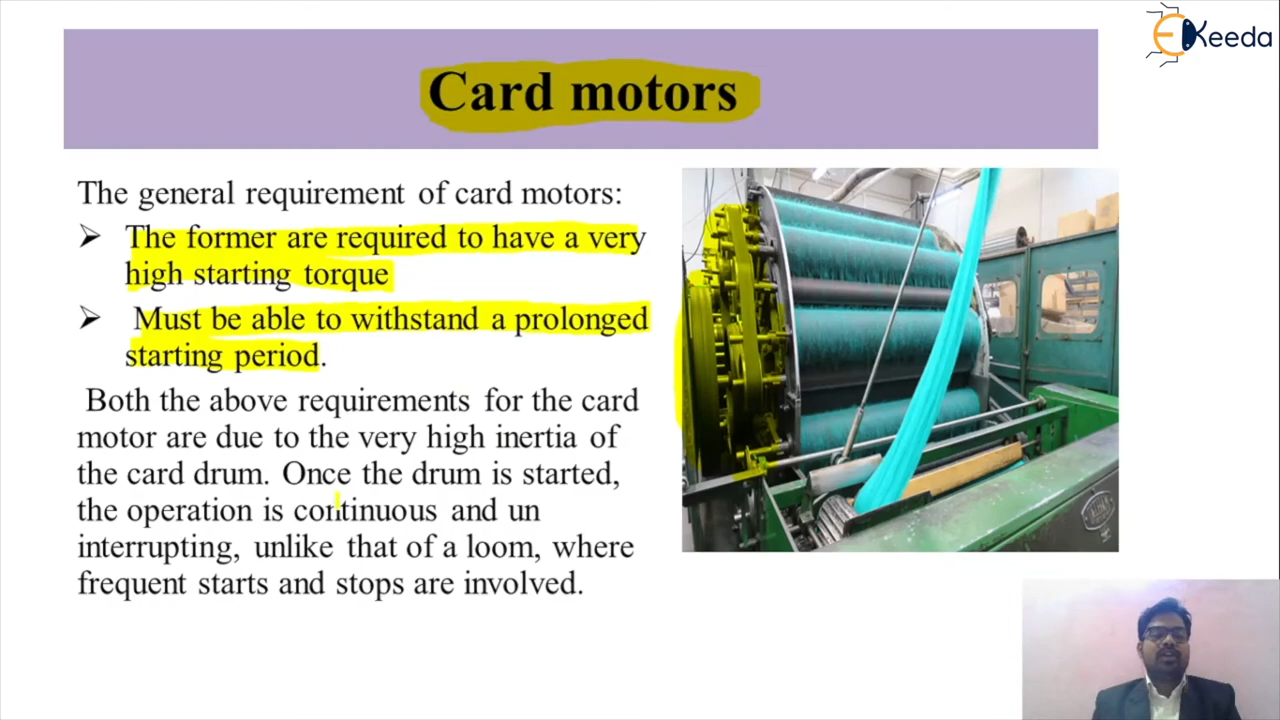 EKeeda
Card motors
The general requirement of card motors:
➢ The former are required to have a very
high starting torque
➢ Must be able to withstand a prolonged
starting period.
Both the above requirements for the card
motor are due to the very high inertia of
the card drum. Once the drum is started,
the operation is continuous and un
interrupting, unlike that of a loom, where
frequent starts and stops are involved.